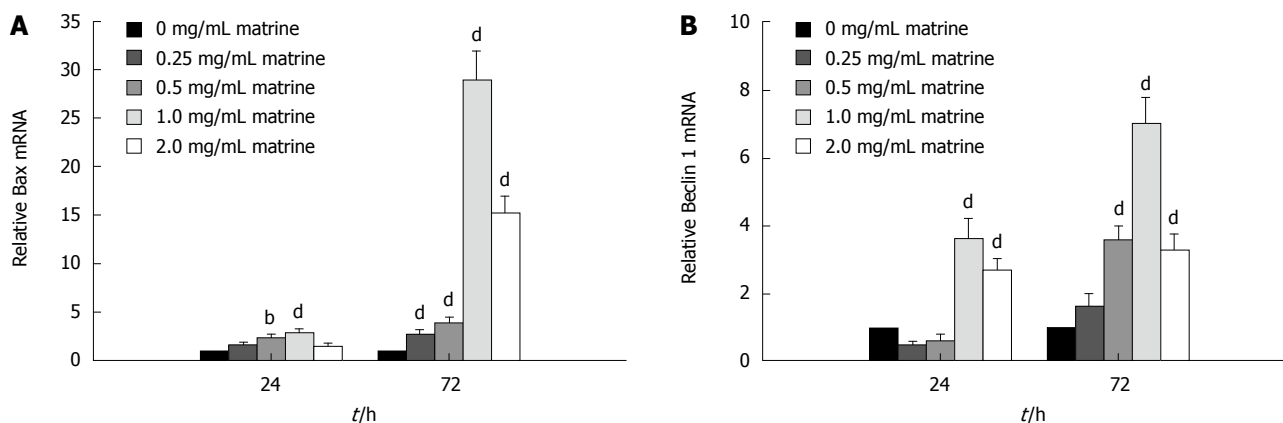 A
0 mg/mL matrine
0.25 mg/mL matrine
0.5 mg/mL matrine
1.0 mg/mL matrine
2.0 mg/mL matrine
Relative Bax mRNA
35
30
25
20
15
10
5
0
b
d
d
d
d
d
24
72
t/h
B
0 mg/mL matrine
0.25 mg/mL matrine
0.5 mg/mL matrine
1.0 mg/mL matrine
2.0 mg/mL matrine
Relative Beclin 1 mRNA
10
8
6
4
2
0
d
d
d
d
d
24
72
t/h